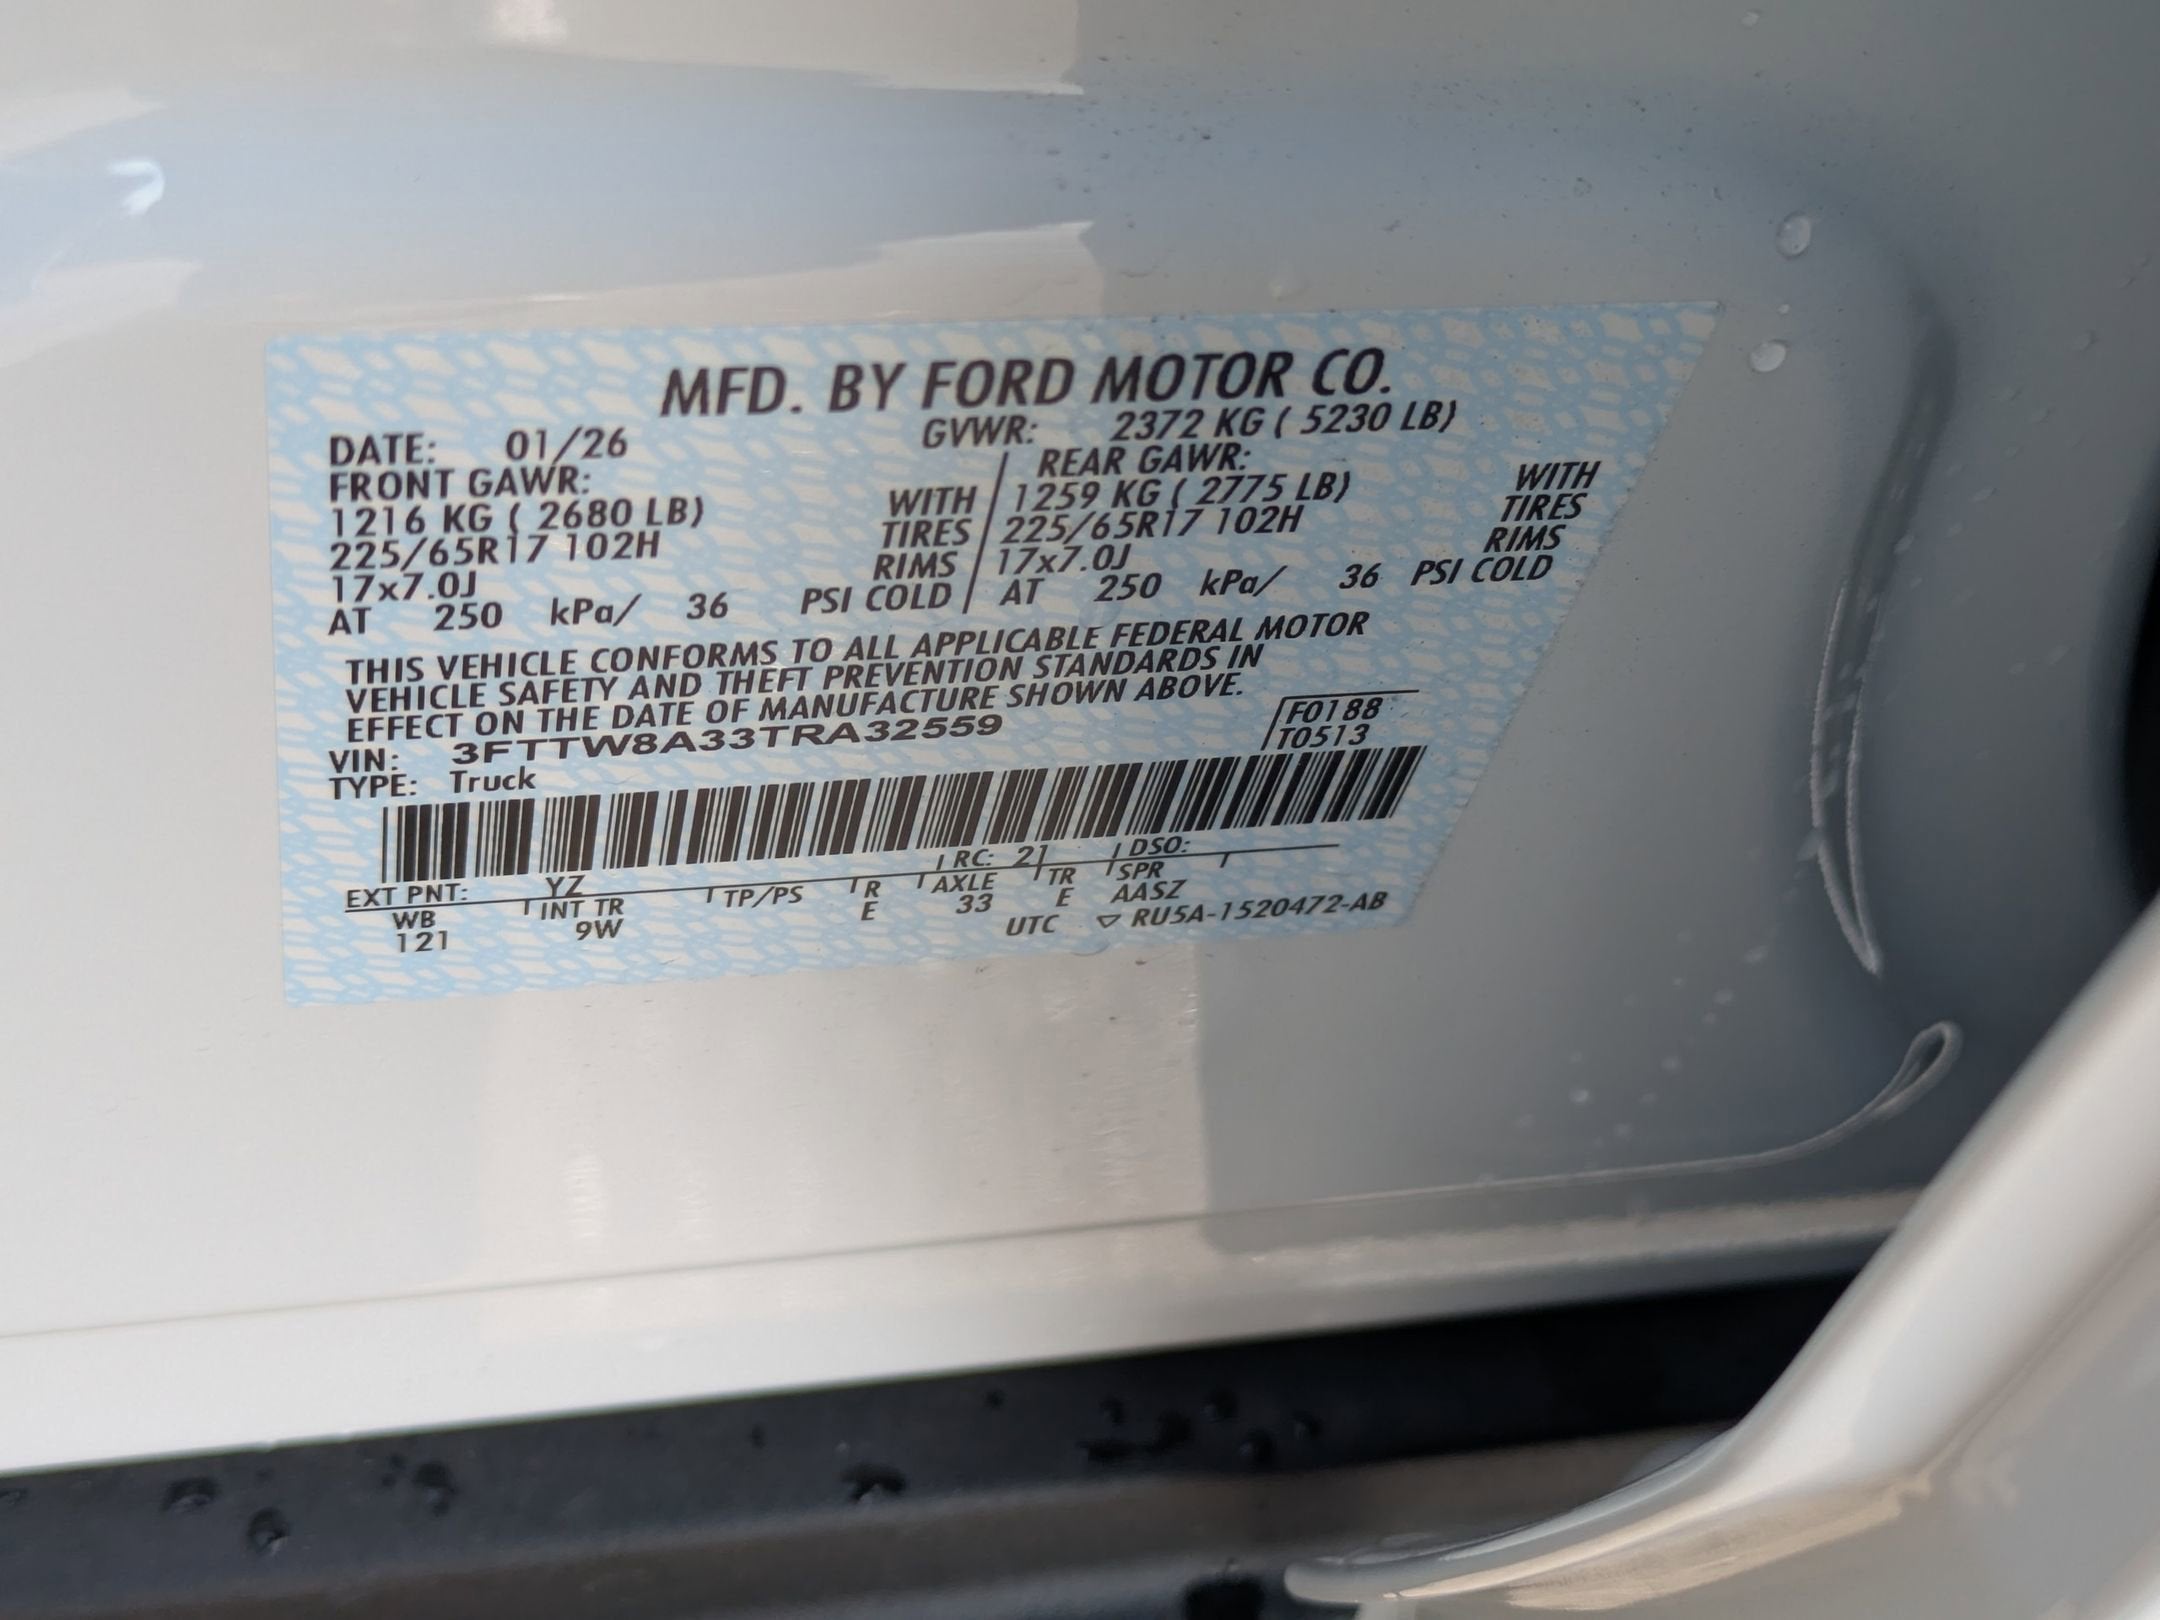 MFD. BY FORD MOTOR CO.
DATE: 01/26 GVWR: 2372 KG ( 5230 LB)
FRONT GAWR: REAR GAWR:
1216 KG ( 2680 LB) WITH 1259 KG ( 2775 LB) WITH
225/65R17 102H TIRES 225/65R17 102H TIRES
17x7.0J RIMS 17x7.0J RIMS
AT 250 kPa/ 36 PSI COLD AT 250 kPa/ 36 PSI COLD
THIS VEHICLE CONFORMS TO ALL APPLICABLE FEDERAL MOTOR
VEHICLE SAFETY AND THEFT PREVENTION STANDARDS IN
EFFECT ON THE DATE OF MANUFACTURE SHOWN ABOVE.
VIN: 3FTTW8A33TRA32559 F0188
TYPE: Truck T0513
EXT PNT: YZ RC: 21 DSO:
WB INT TR TP/PS R AXLE TR SPR
121 9W E 33 E AASZ
UTC ▽ RU5A-1520472-AB